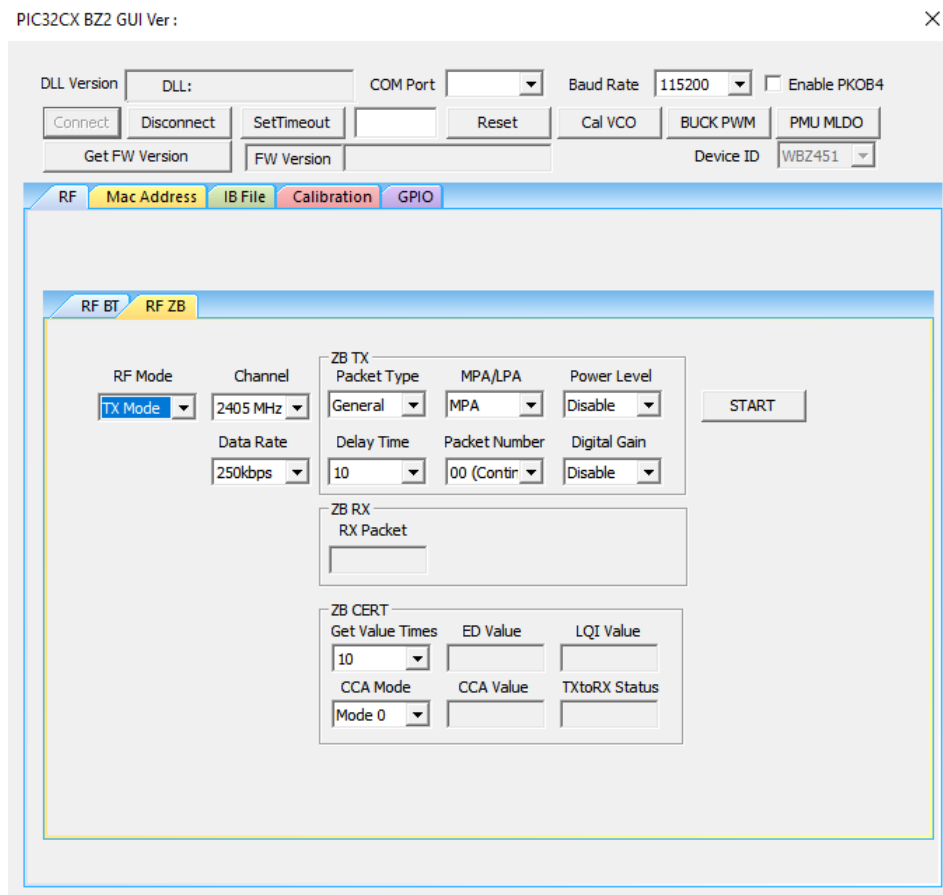 PIC32CX BZ2 GUI Ver :
DLL Version DLL: COM Port Baud Rate 115200 Enable PKOB4
Connect Disconnect SetTimeout Reset Cal VCO BUCK PWM PMU MLDO
Get FW Version FW Version Device ID WBZ451
RF Mac Address IB File Calibration GPIO
RF BT RF ZB
ZB TX
RF Mode Channel Packet Type MPA/LPA Power Level
TX Mode 2405 MHz General MPA Disable START
Data Rate Delay Time Packet Number Digital Gain
250kbps 10 00 (Contir Disable
ZB RX
RX Packet
ZB CERT
Get Value Times ED Value LQI Value
10
CCA Mode CCA Value TXtoRX Status
Mode 0